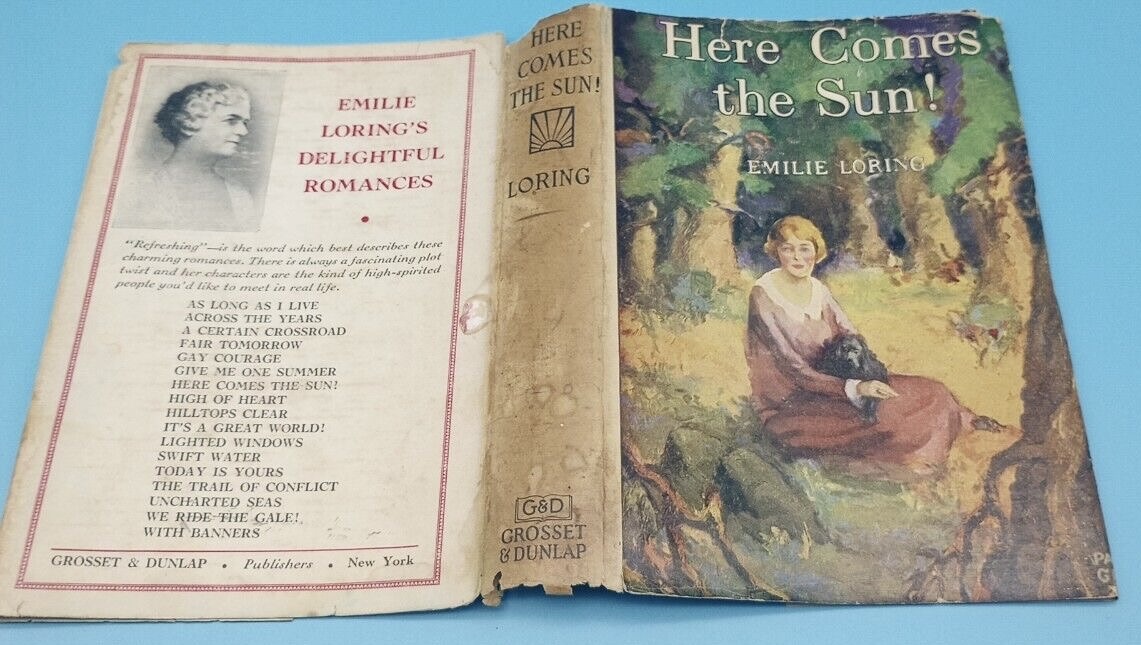 EMILIE
LORING'S
DELIGHTFUL
ROMANCES
"Refreshing"—is the word which best describes these
charming romances. There is always a fascinating plot
twist and her characters are the kind of high-spirited
people you'd like to meet in real life.
AS LONG AS I LIVE
ACROSS THE YEARS
A CERTAIN CROSSROAD
FAIR TOMORROW
GAY COURAGE
GIVE ME ONE SUMMER
HERE COMES THE SUN!
HIGH OF HEART
HILLTOPS CLEAR
IT'S A GREAT WORLD!
LIGHTED WINDOWS
SWIFT WATER
TODAY IS YOURS
THE TRAIL OF CONFLICT
UNCHARTED SEAS
WE RIDE THE GALE!
WITH BANNERS
GROSSET & DUNLAP • Publishers • New York
HERE
COMES
THE SUN!
LORING
G&D
GROSSET
& DUNLAP
Here Comes
the Sun!
EMILIE LORING